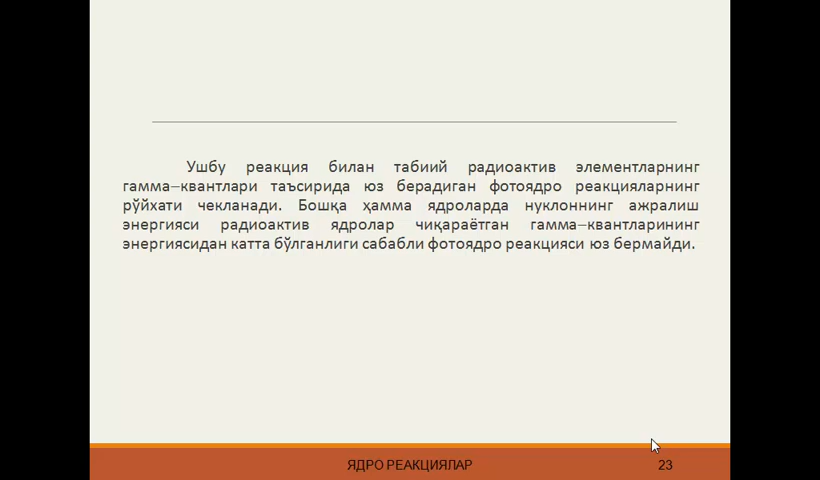 Ушбу реакция билан табиий радиоактив элементларнинг
гамма–квантлари таъсирида юз берадиган фотоядро реакцияларнинг
рўйхати чекланади. Бошқа ҳамма ядроларда нуклоннинг ажралиш
энергияси радиоактив ядролар чиқараётган гамма–квантларининг
энергиясидан катта бўлганлиги сабабли фотоядро реакцияси юз бермайди.
ЯДРО РЕАКЦИЯЛАР 23